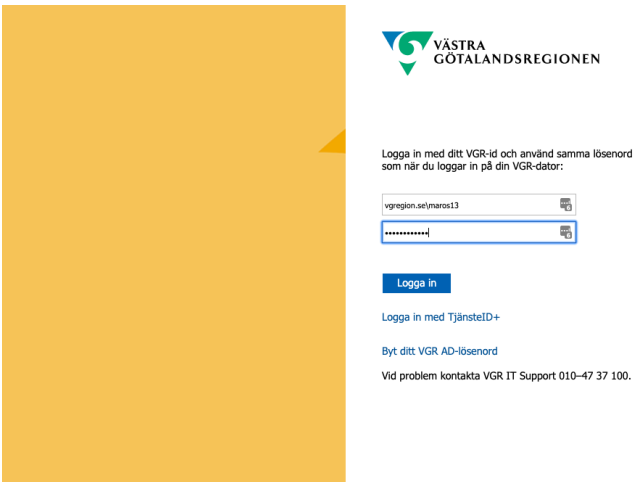 VÄSTRA
GÖTALANDSREGIONEN
Logga in med ditt VGR-id och använd samma lösenord
som när du loggar in på din VGR-dator:
vgregion.se\maros13
••••••••••••
Logga in
Logga in med TjänsteID+
Byt ditt VGR AD-lösenord
Vid problem kontakta VGR IT Support 010–47 37 100.